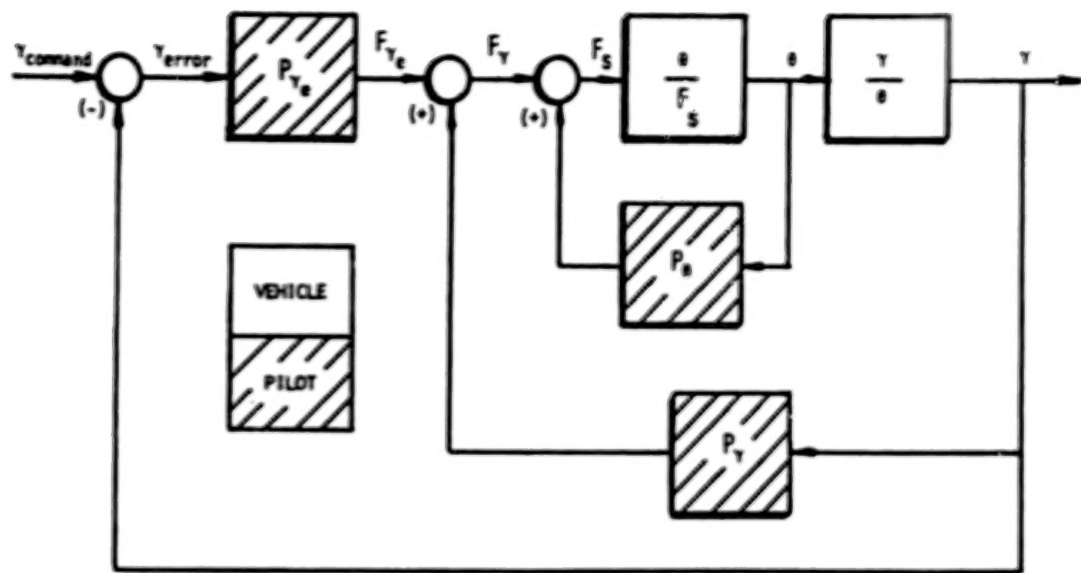 γcommand
(-)
γerror
Pγe
Fγe
(+)
Fγ
(+)
Fs
θ
Fs
θ
γ
θ
γ
Pθ
VEHICLE
PILOT
Pγ